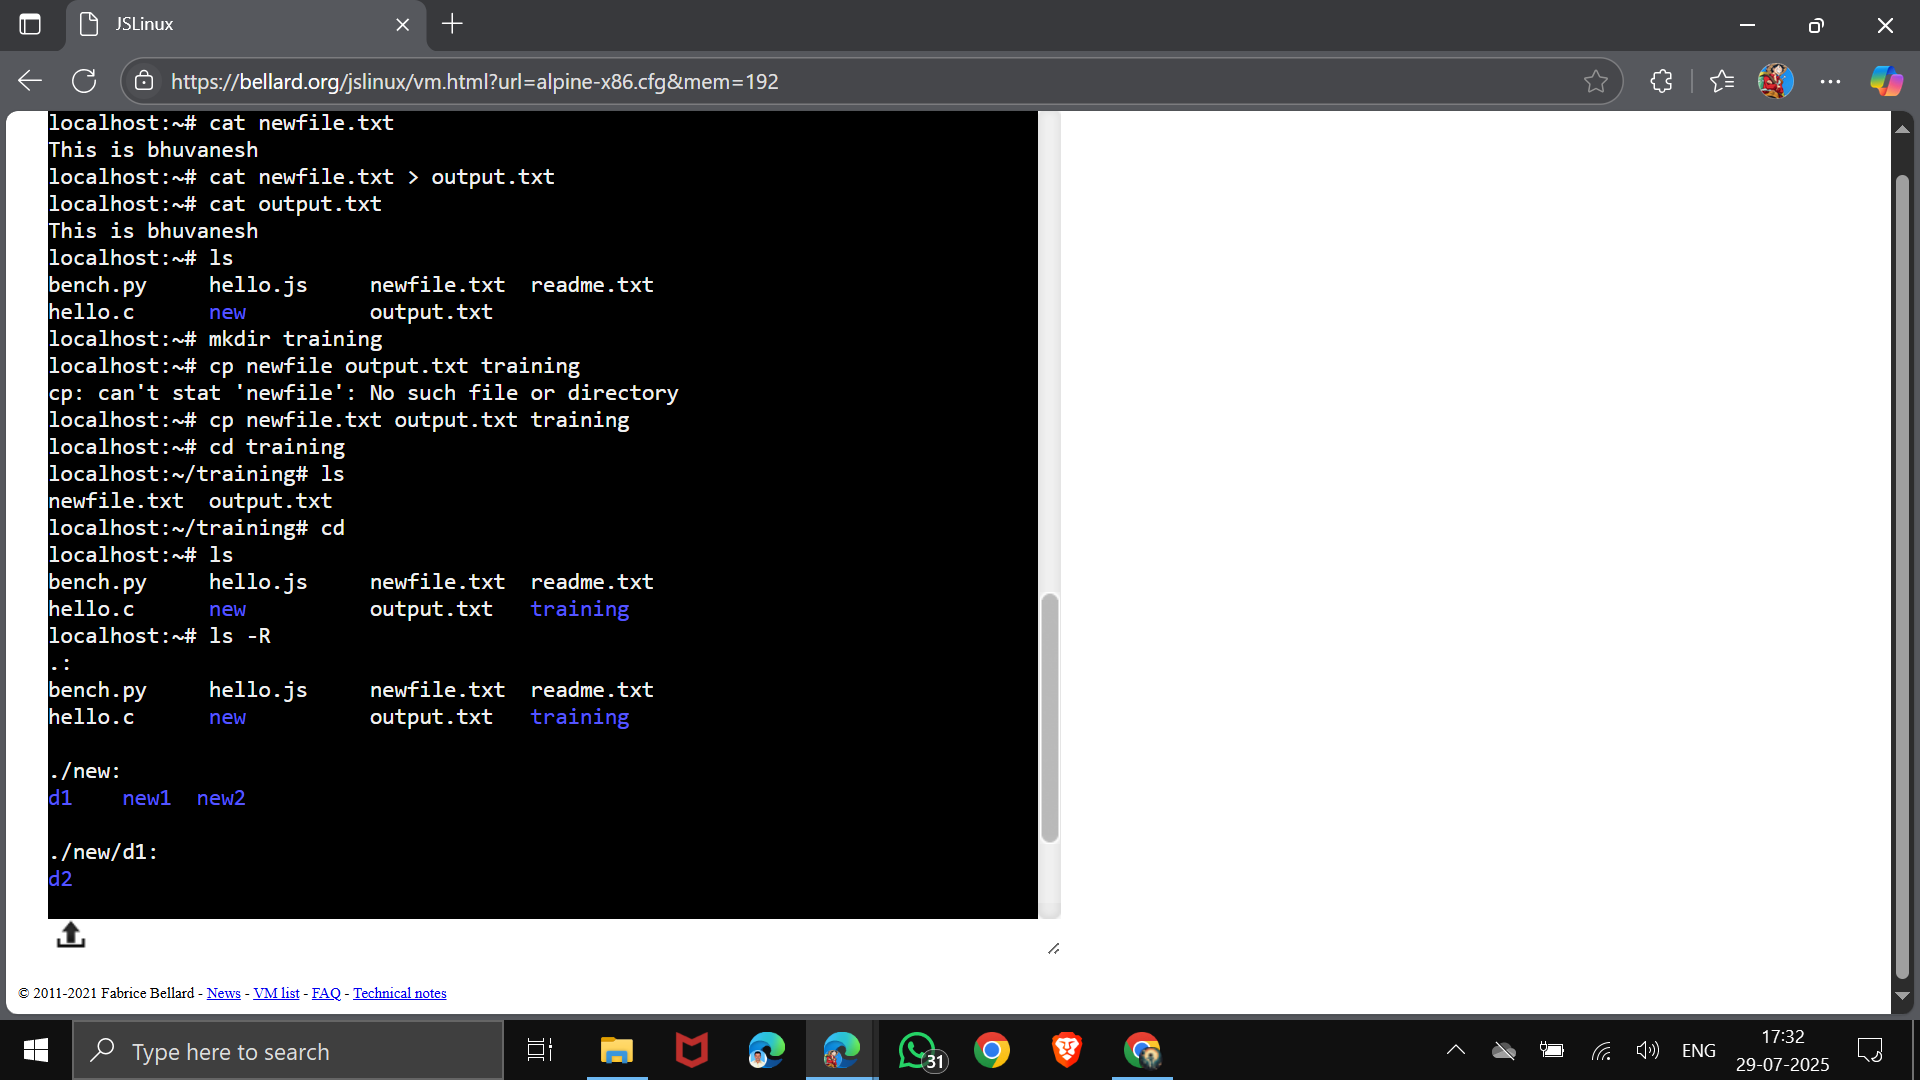 JSLinux
https://bellard.org/jslinux/vm.html?url=alpine-x86.cfg&mem=192
localhost:~# cat newfile.txt
This is bhuvanesh
localhost:~# cat newfile.txt > output.txt
localhost:~# cat output.txt
This is bhuvanesh
localhost:~# ls
bench.py     hello.js     newfile.txt  readme.txt
hello.c      new          output.txt
localhost:~# mkdir training
localhost:~# cp newfile output.txt training
cp: can't stat 'newfile': No such file or directory
localhost:~# cp newfile.txt output.txt training
localhost:~# cd training
localhost:~/training# ls
newfile.txt  output.txt
localhost:~/training# cd
localhost:~# ls
bench.py     hello.js     newfile.txt  readme.txt
hello.c      new          output.txt   training
localhost:~# ls -R
.:
bench.py     hello.js     newfile.txt  readme.txt
hello.c      new          output.txt   training
./new:
d1    new1  new2
./new/d1:
d2
© 2011-2021 Fabrice Bellard - News - VM list - FAQ - Technical notes
Type here to search
31
ENG
17:32
29-07-2025